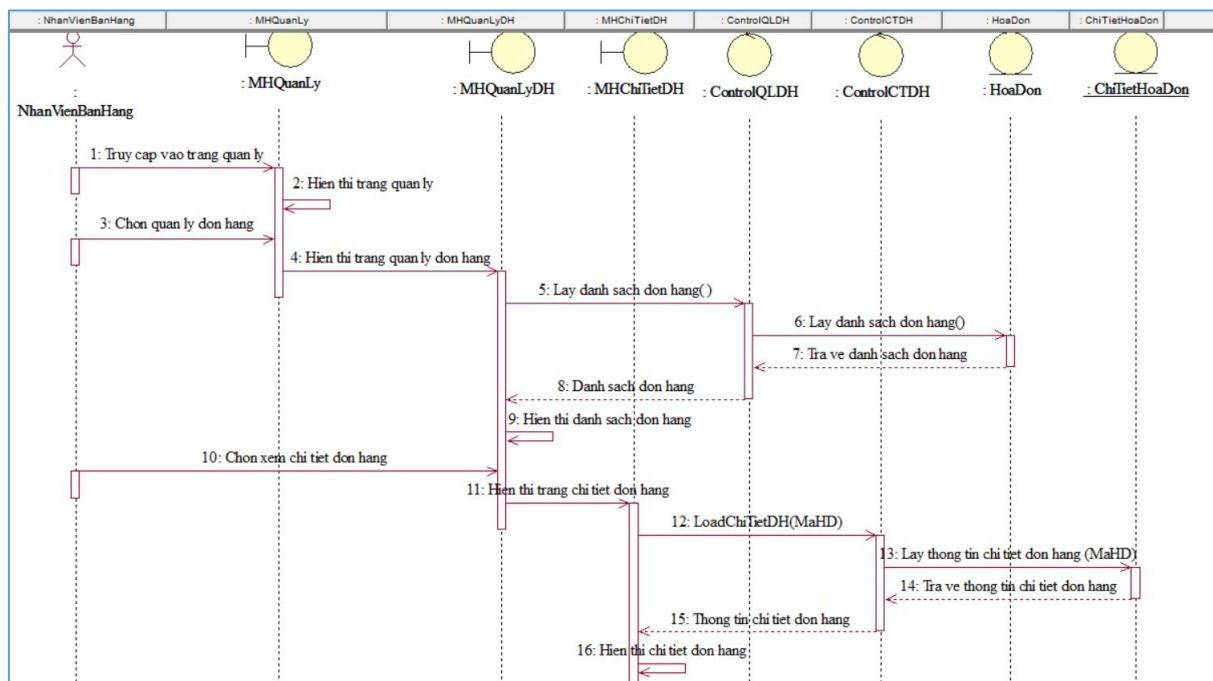 : NhanVienBanHang
: MHQuanLy
: MHQuanLyDH
: MHChiTietDH
: ControlQLDH
: ControlCTDH
: HoaDon
: ChiTietHoaDon
:
NhanVienBanHang
: MHQuanLy
: MHQuanLyDH
: MHChiTietDH
: ControlQLDH
: ControlCTDH
: HoaDon
: ChiTietHoaDon
1: Truy cap vao trang quan ly
2: Hien thi trang quan ly
3: Chon quan ly don hang
4: Hien thi trang quan ly don hang
5: Lay danh sach don hang( )
6: Lay danh sach don hang()
7: Tra ve danh sach don hang
8: Danh sach don hang
9: Hien thi danh sach don hang
10: Chon xem chi tiet don hang
11: Hien thi trang chi tiet don hang
12: LoadChiTietDH(MaHD)
13: Lay thong tin chi tiet don hang (MaHD)
14: Tra ve thong tin chi tiet don hang
15: Thong tin chi tiet don hang
16: Hien thi chi tiet don hang